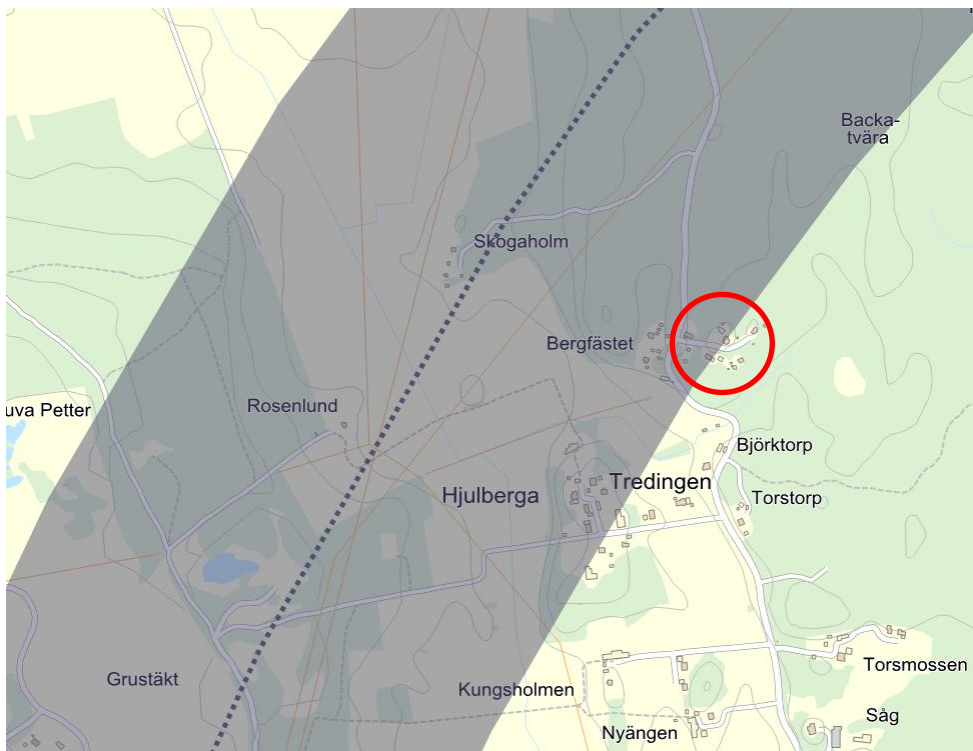 Backa-
tvära
Skogaholm
Bergfästet
uva Petter
Rosenlund
Björktorp
Hjulberga
Tredingen
Torstorp
Torsmossen
Grustäkt
Kungsholmen
Såg
Nyängen